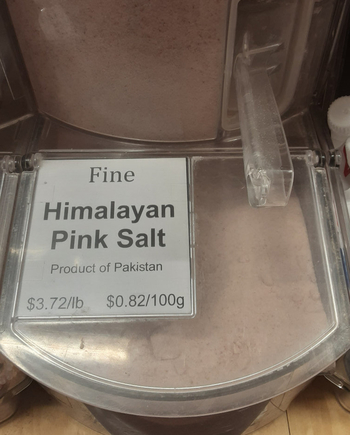 Fine
Himalayan
Pink Salt
Product of Pakistan
$3.72/lb $0.82/100g